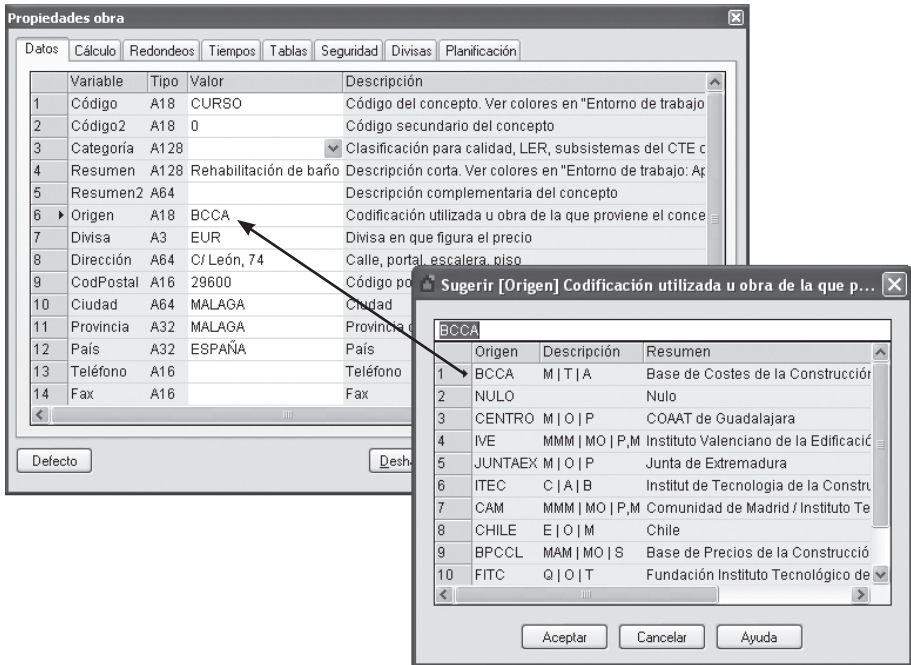 Propiedades obra
Datos Cálculo Redondeos Tiempos Tablas Seguridad Divisas Planificación
Variable Tipo Valor Descripción
1 Código A18 CURSO Código del concepto. Ver colores en "Entorno de trabajo
2 Código2 A18 0 Código secundario del concepto
3 Categoría A128 Clasificación para calidad, LER, subsistemas del CTE
4 Resumen A128 Rehabilitación de baño Descripción corta. Ver colores en "Entorno de trabajo:
5 Resumen2 A64 Descripción complementaria del concepto
6 Origen A18 BCCA Codificación utilizada u obra de la que proviene el conce
7 Divisa A3 EUR Divisa en que figura el precio
8 Dirección A64 C/ León, 74 Calle, portal, escalera, piso
9 CodPostal A16 29600 Código po
10 Ciudad A64 MALAGA Ciudad
11 Provincia A32 MALAGA Provincia
12 País A32 ESPAÑA País
13 Teléfono A16 Teléfono
14 Fax A16 Fax
Defecto Desh
Sugerir [Origen] Codificación utilizada u obra de la que p...
BCCA
Origen Descripción Resumen
1 BCCA M | T | A Base de Costes de la Construcción
2 NULO Nulo
3 CENTRO M | O | P COAAT de Guadalajara
4 IVE MMM | MO | P,M Instituto Valenciano de la Edificació
5 JUNTAEX M | O | P Junta de Extremadura
6 ITEC C | A | B Institut de Tecnologia de la Constru
7 CAM MMM | MO | P,M Comunidad de Madrid / Instituto Te
8 CHILE E | O | M Chile
9 BPCCL MAM | MO | S Base de Precios de la Construcció
10 FITC Q | O | T Fundación Instituto Tecnológico de
Aceptar Cancelar Ayuda